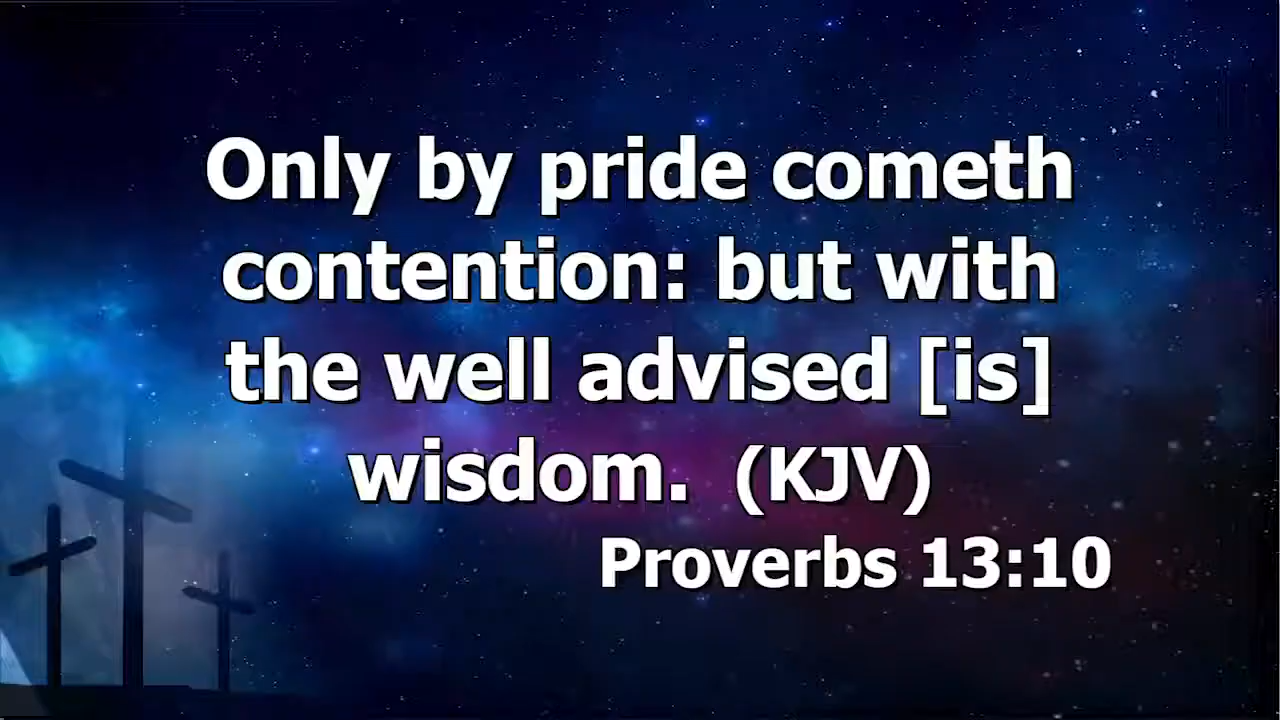 Only by pride cometh
contention: but with
the well advised [is]
wisdom.  (KJV)
Proverbs 13:10